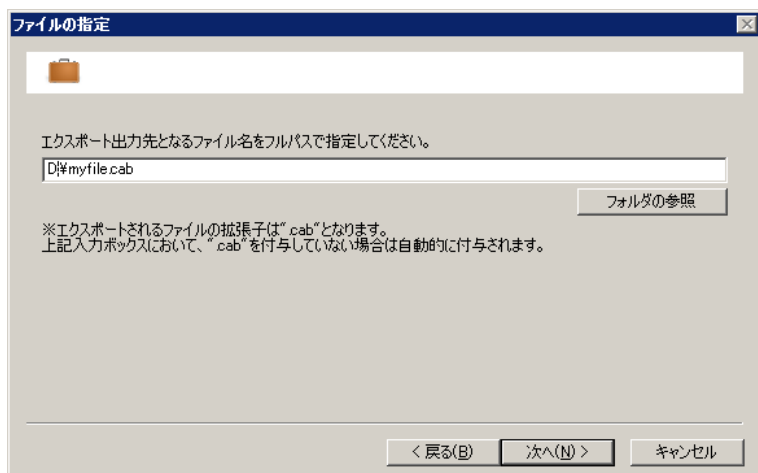 ファイルの指定
エクスポート出力先となるファイル名をフルパスで指定してください。
D:¥myfile.cab
フォルダの参照
※エクスポートされるファイルの拡張子は".cab"となります。
上記入力ボックスにおいて、".cab"を付与していない場合は自動的に付与されます。
< 戻る(B)
次へ(N) >
キャンセル